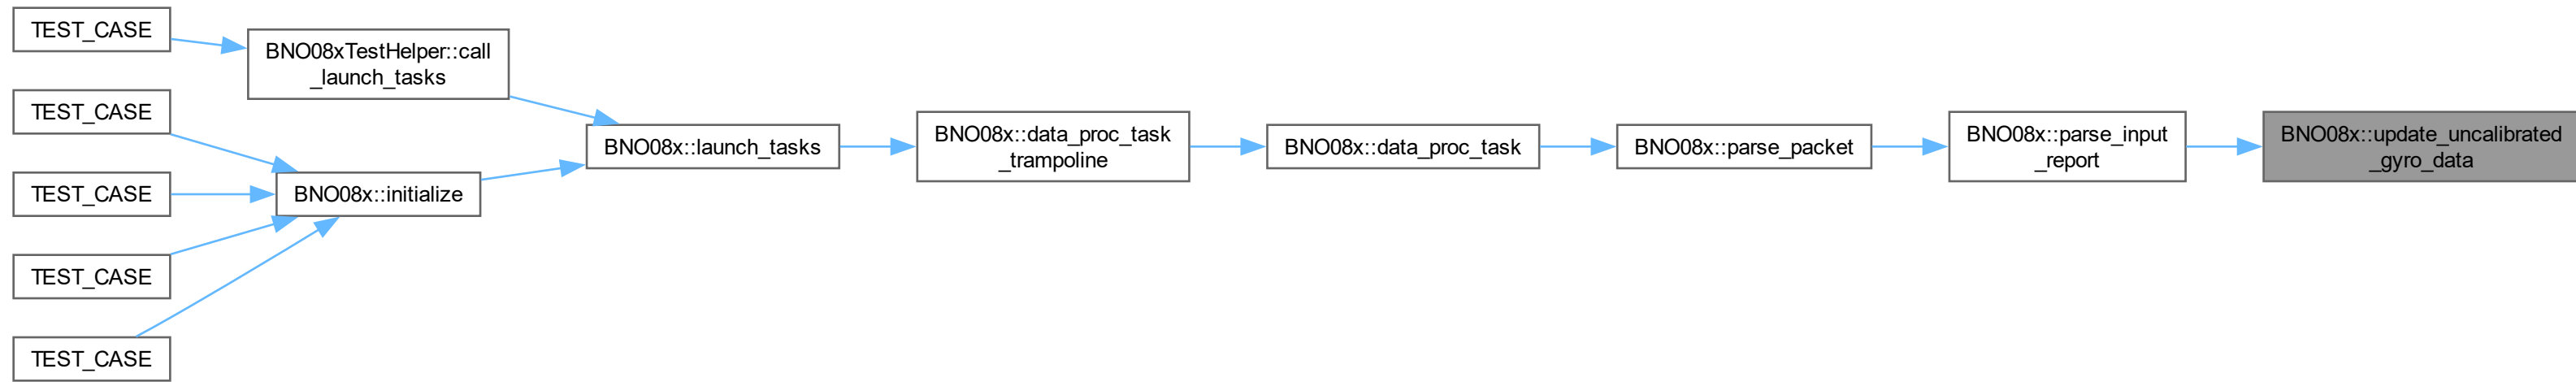 TEST_CASE
BNO08xTestHelper::call
_launch_tasks
TEST_CASE
TEST_CASE
BNO08x::initialize
TEST_CASE
TEST_CASE
BNO08x::launch_tasks
BNO08x::data_proc_task
_trampoline
BNO08x::data_proc_task
BNO08x::parse_packet
BNO08x::parse_input
_report
BNO08x::update_uncalibrated
_gyro_data